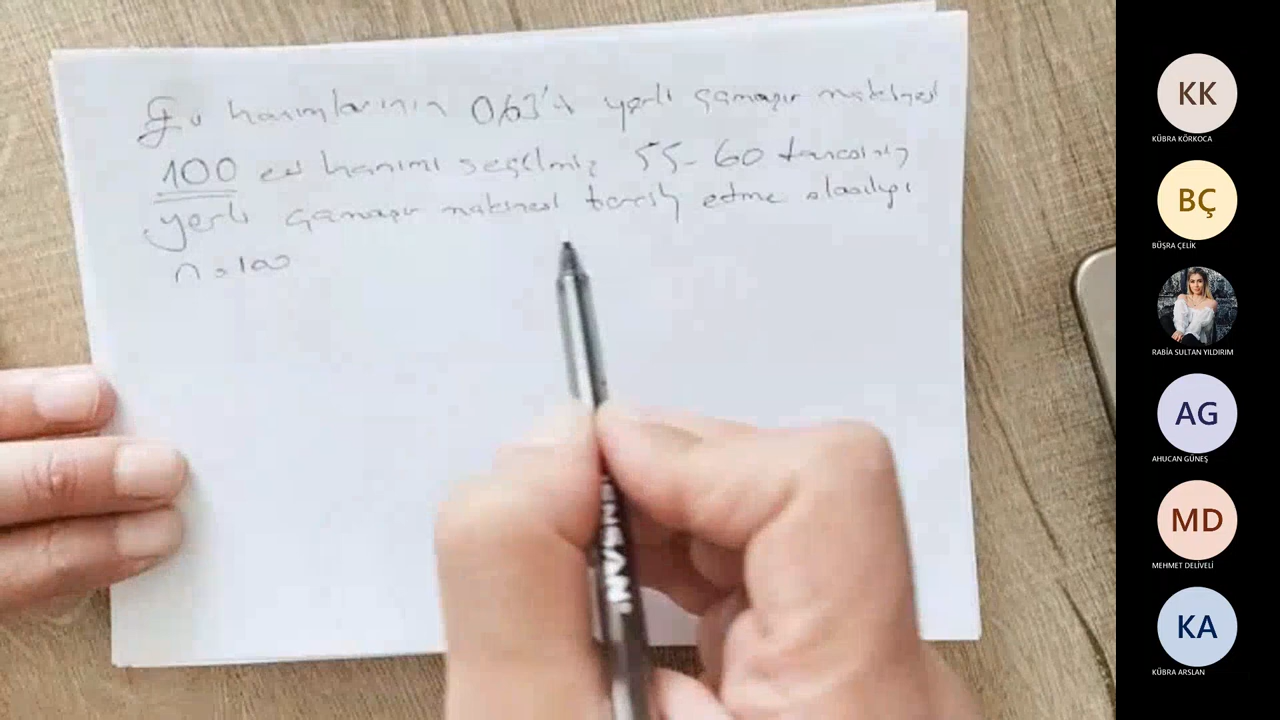 Ev hanımlarının 0,63'ü yerli çamaşır makinesi
100 ev hanımı seçilmiş 55-60 tanesinin
yerli çamaşır makinesi tercih etme olasılığı
n=100
ENSAR
KK
KÜBRA KÖRKOCA
BÇ
BÜŞRA ÇELİK
RABİA SULTAN YILDIRIM
AG
AHUCAN GÜNEŞ
MD
MEHMET DELİVELİ
KA
KÜBRA ARSLAN